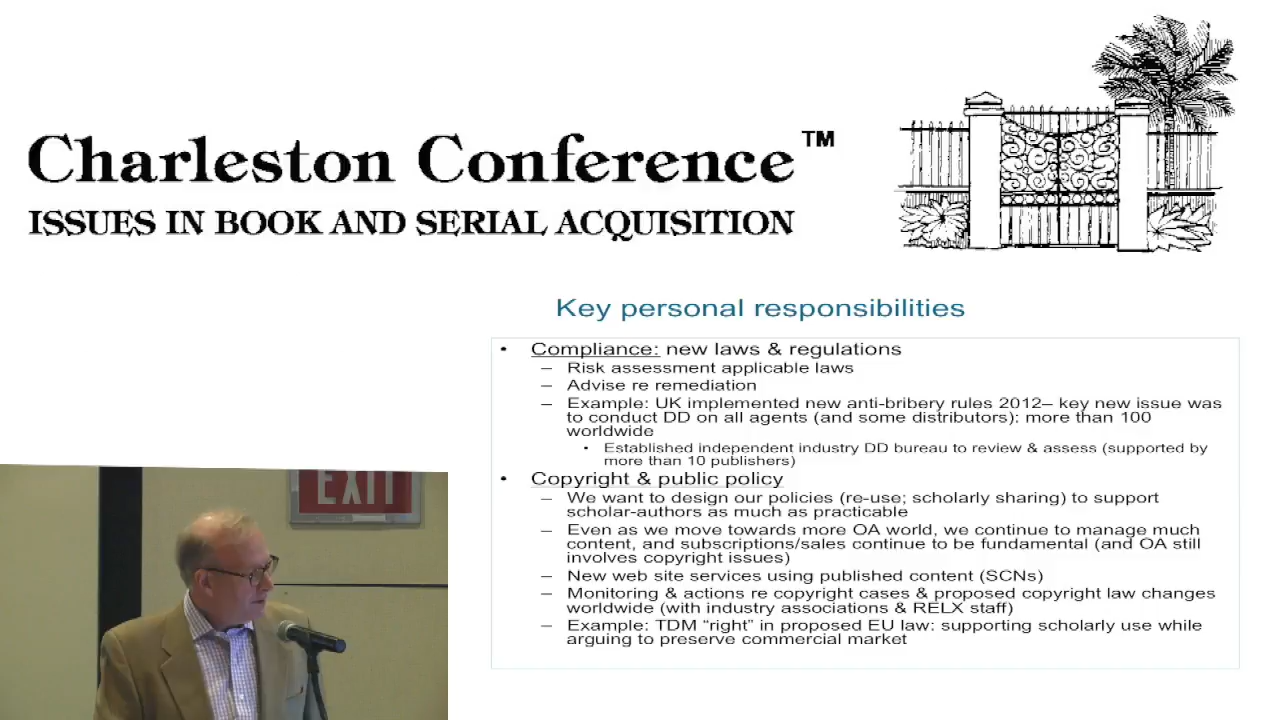 Charleston Conference™
ISSUES IN BOOK AND SERIAL ACQUISITION
Key personal responsibilities
• Compliance: new laws & regulations
– Risk assessment applicable laws
– Advise re remediation
– Example: UK implemented new anti-bribery rules 2012– key new issue was
to conduct DD on all agents (and some distributors): more than 100
worldwide
• Established independent industry DD bureau to review & assess (supported by
more than 10 publishers)
• Copyright & public policy
– We want to design our policies (re-use; scholarly sharing) to support
scholar-authors as much as practicable
– Even as we move towards more OA world, we continue to manage much
content, and subscriptions/sales continue to be fundamental (and OA still
involves copyright issues)
– New web site services using published content (SCNs)
– Monitoring & actions re copyright cases & proposed copyright law changes
worldwide (with industry associations & RELX staff)
– Example: TDM “right” in proposed EU law: supporting scholarly use while
arguing to preserve commercial market
EXIT